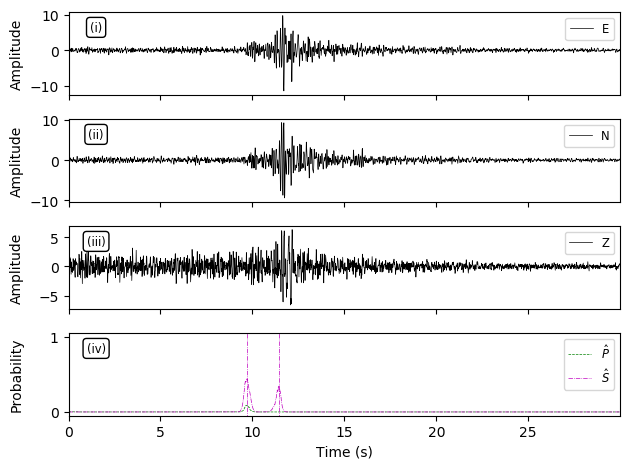 10
0
−10
Amplitude
(i)
E
10
0
−10
Amplitude
(ii)
N
5
0
−5
Amplitude
(iii)
Z
1
0
Probability
(iv)
P̂
Ŝ
0 5 10 15 20 25
Time (s)